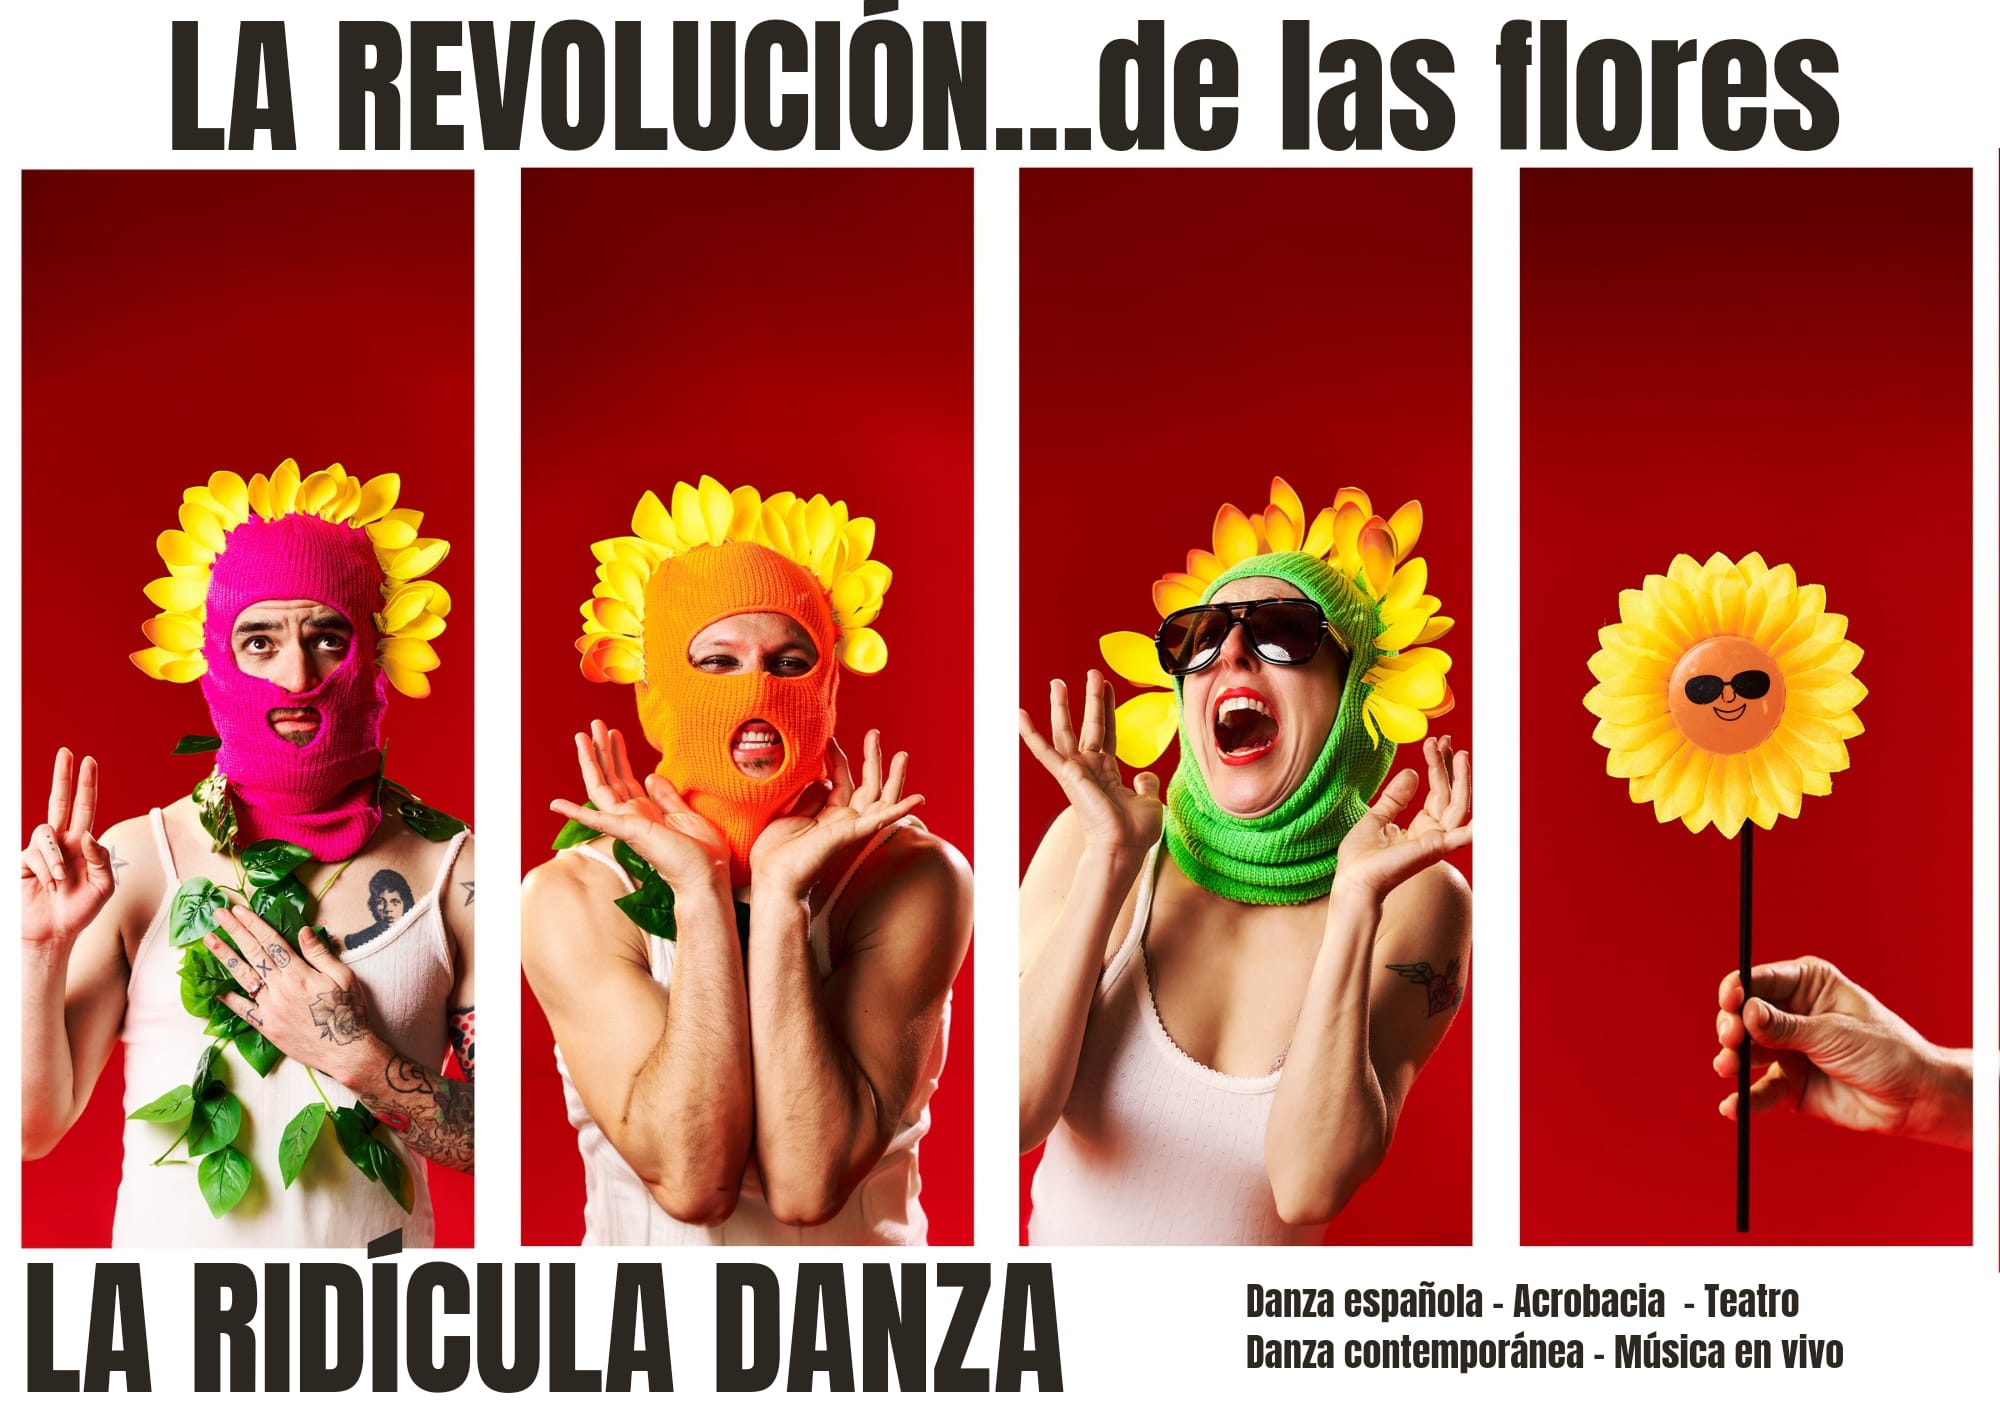 LA REVOLUCIÓN...de las flores
LA RIDÍCULA DANZA
Danza española - Acrobacia - Teatro
Danza contemporánea - Música en vivo